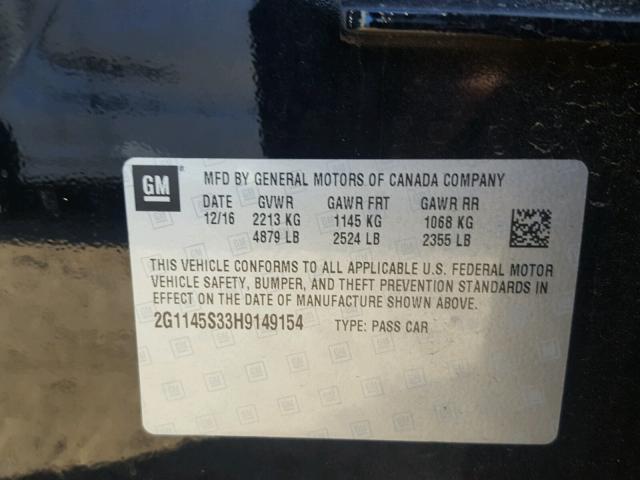 GM MFD BY GENERAL MOTORS OF CANADA COMPANY
DATE GVWR GAWR FRT GAWR RR
12/16 2213 KG 1145 KG 1068 KG
4879 LB 2524 LB 2355 LB
THIS VEHICLE CONFORMS TO ALL APPLICABLE U.S. FEDERAL MOTOR
VEHICLE SAFETY, BUMPER, AND THEFT PREVENTION STANDARDS IN
EFFECT ON THE DATE OF MANUFACTURE SHOWN ABOVE.
2G1145S33H9149154 TYPE: PASS CAR